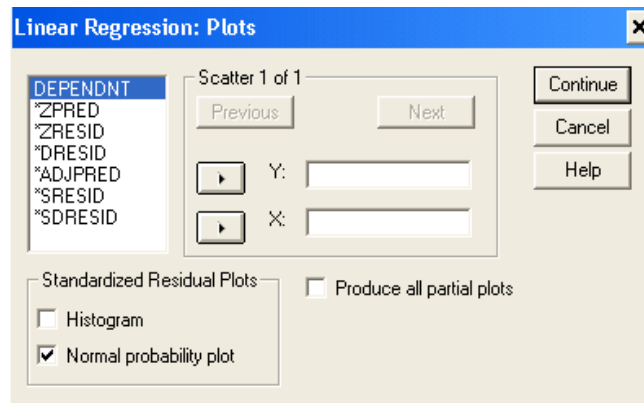 Linear Regression: Plots
DEPENDNT
*ZPRED
*ZRESID
*DRESID
*ADJPRED
*SRESID
*SDRESID
Scatter 1 of 1
Previous
Next
Y:
X:
Continue
Cancel
Help
Standardized Residual Plots
Histogram
Normal probability plot
Produce all partial plots